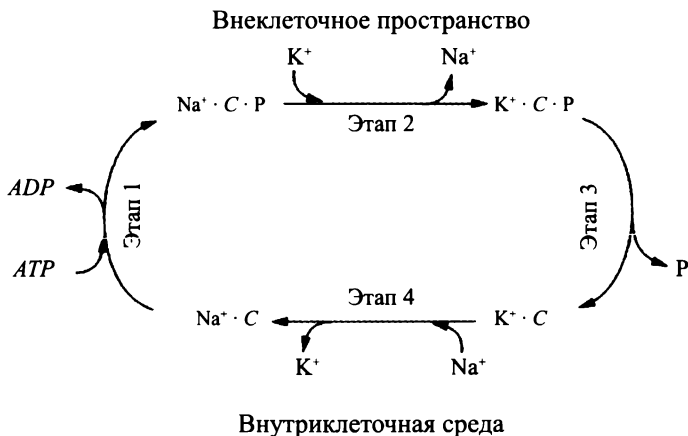 Внеклеточное пространство
K⁺ Na⁺
Na⁺ · C · P K⁺ · C · P
Этап 2
ADP
Этап 1
Этап 3
ATP
P
Этап 4
Na⁺ · C K⁺ · C
K⁺ Na⁺
Внутриклеточная среда